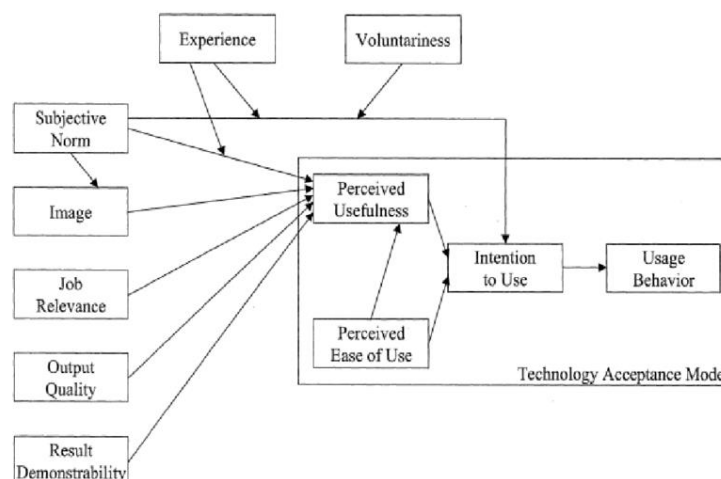 Experience
Voluntariness
Subjective
Norm
Image
Job
Relevance
Output
Quality
Result
Demonstrability
Perceived
Usefulness
Perceived
Ease of Use
Intention
to Use
Usage
Behavior
Technology Acceptance Mode